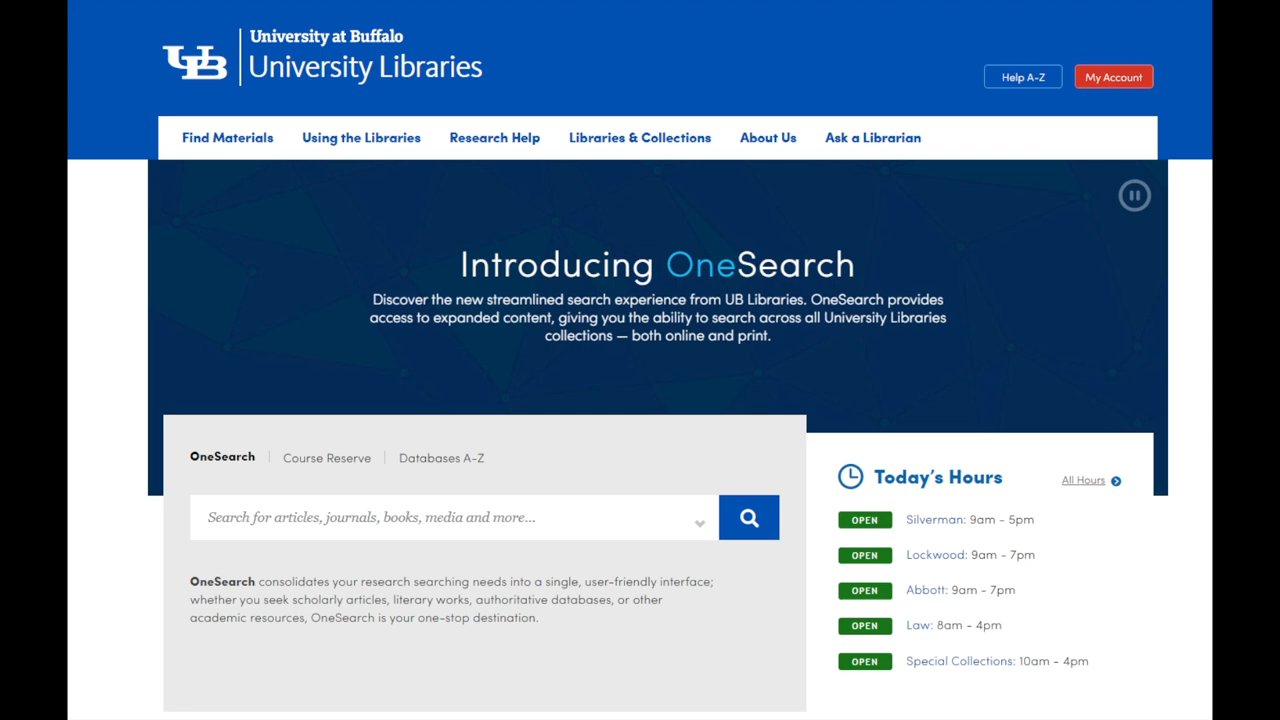 University at Buffalo
UB
University Libraries
Help A-Z
My Account
Find Materials
Using the Libraries
Research Help
Libraries & Collections
About Us
Ask a Librarian
Introducing OneSearch
Discover the new streamlined search experience from UB Libraries. OneSearch provides
access to expanded content, giving you the ability to search across all University Libraries
collections — both online and print.
OneSearch
Course Reserve
Databases A-Z
Search for articles, journals, books, media and more...
OneSearch consolidates your research searching needs into a single, user-friendly interface;
whether you seek scholarly articles, literary works, authoritative databases, or other
academic resources, OneSearch is your one-stop destination.
Today's Hours
All Hours
OPEN Silverman: 9am - 5pm
OPEN Lockwood: 9am - 7pm
OPEN Abbott: 9am - 7pm
OPEN Law: 8am - 4pm
OPEN Special Collections: 10am - 4pm